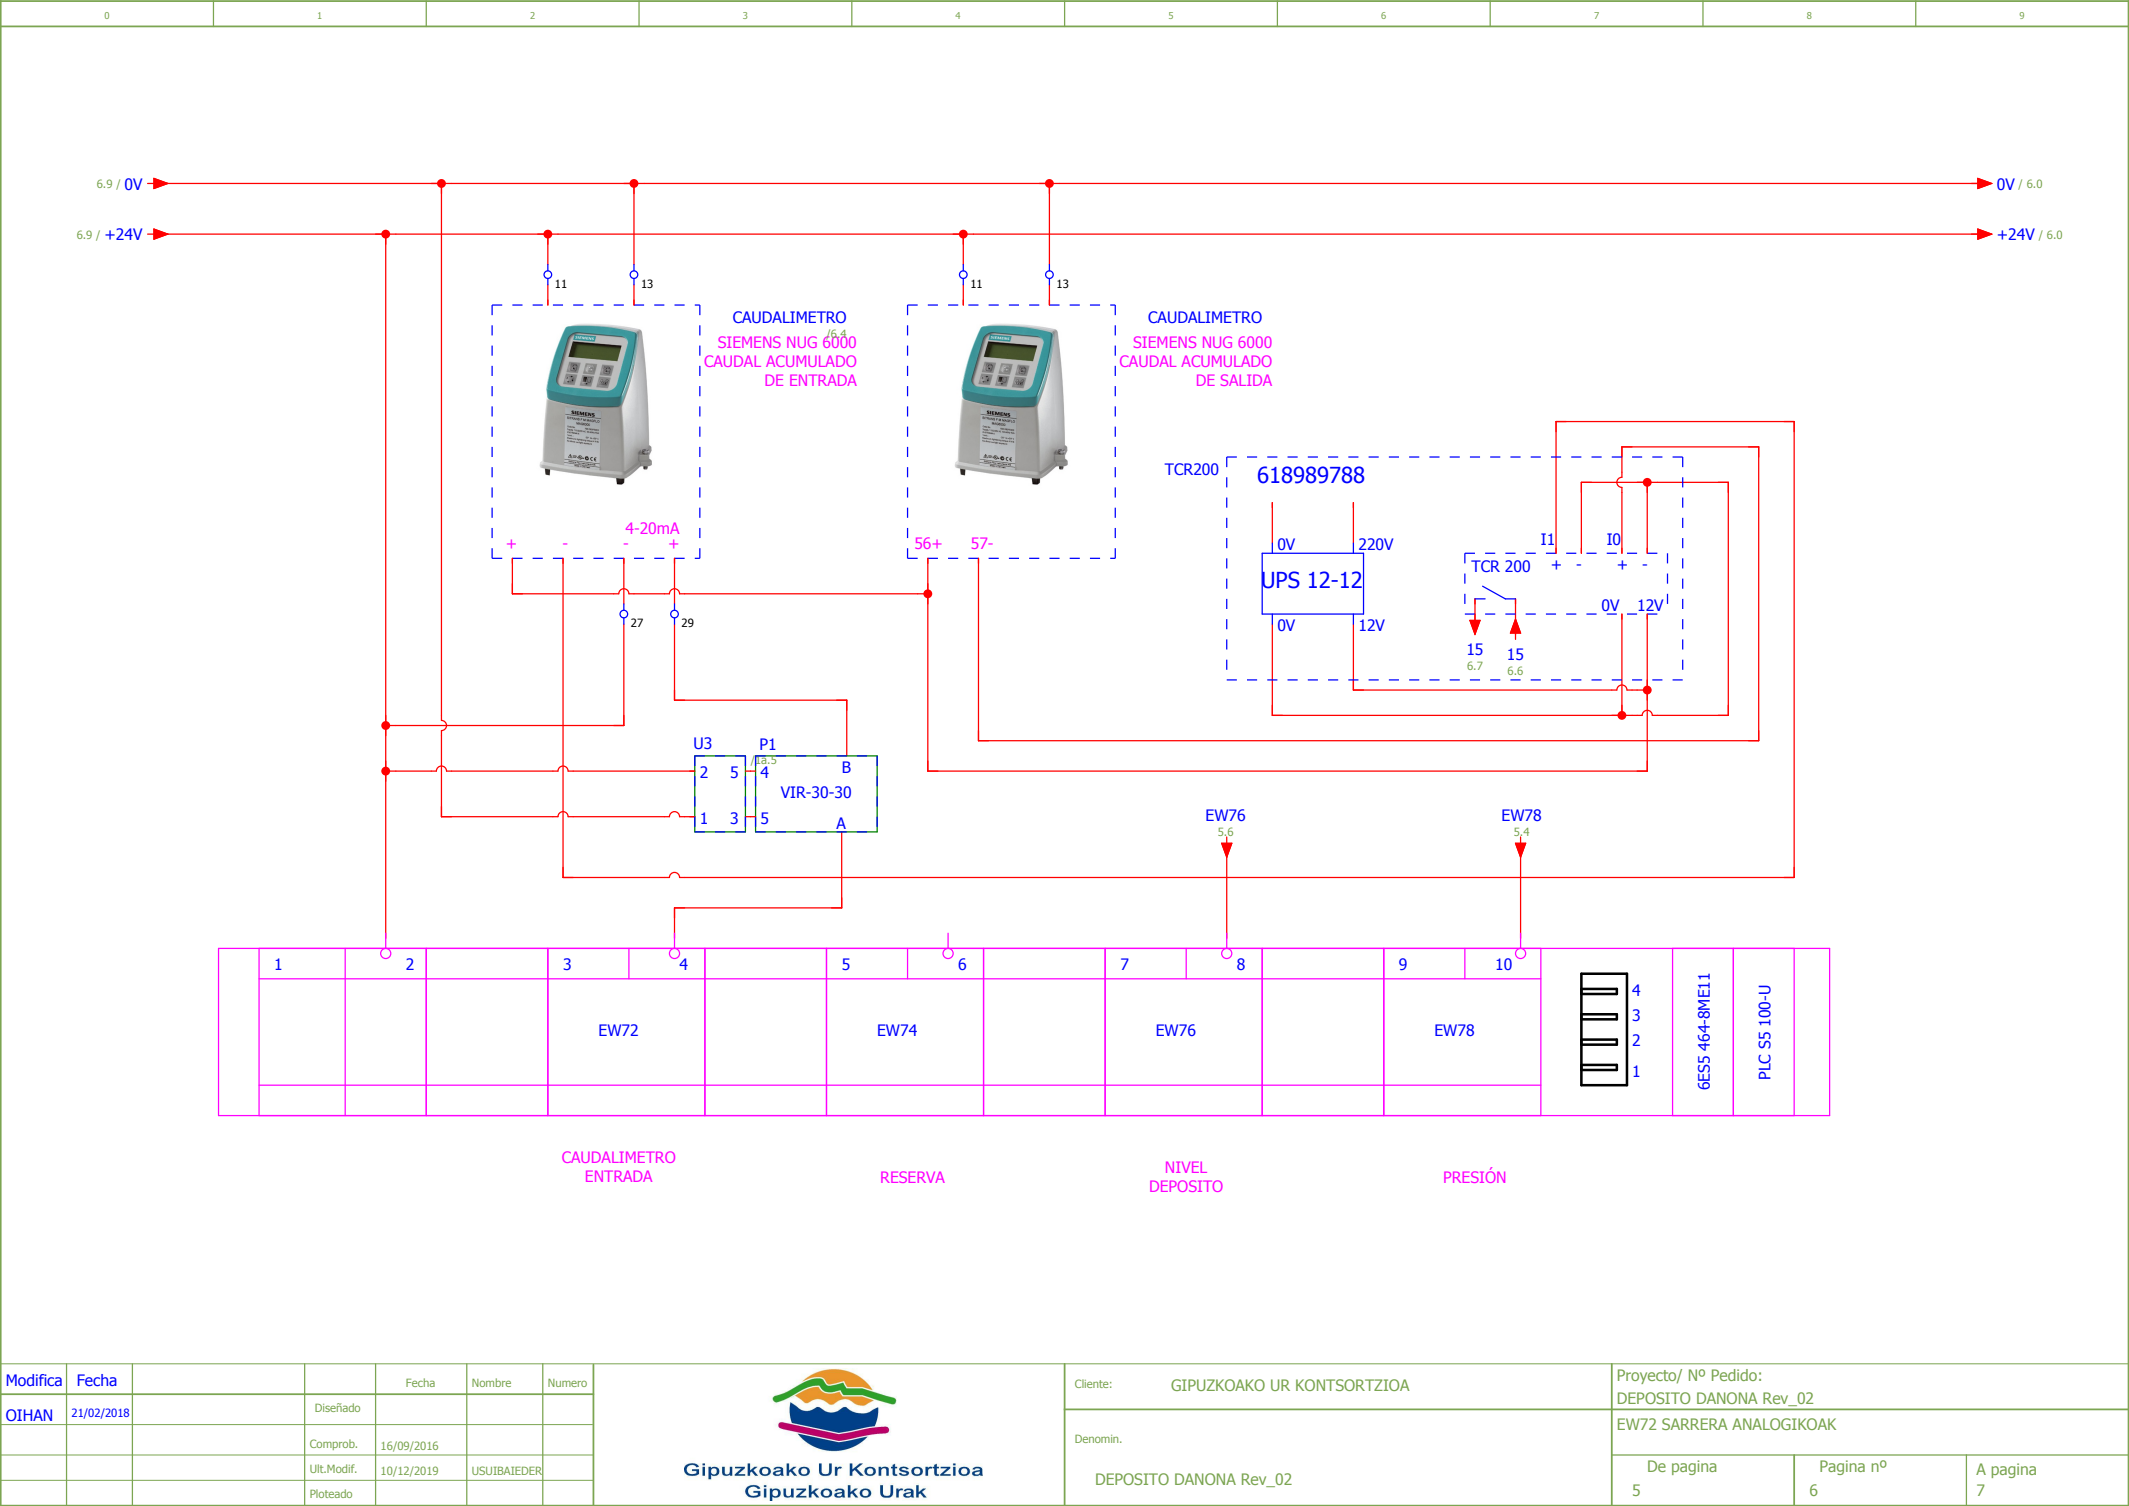 0 1 2 3 4 5 6 7 8 9
6.9 / 0V
0V / 6.0
6.9 / +24V
+24V / 6.0
11
13
11
13
CAUDALIMETRO
/6.4
SIEMENS NUG 6000
CAUDAL ACUMULADO
DE ENTRADA
CAUDALIMETRO
SIEMENS NUG 6000
CAUDAL ACUMULADO
DE SALIDA
SIEMENS
SIEMENS
SIEMENS
SIEMENS
4-20mA
+ - - +
56+ 57-
27
29
TCR200
618989788
0V 220V
UPS 12-12
0V 12V
I1 I0
TCR 200 + - + -
0V 12V
15
6.7
15
6.6
U3 P1
/1a.5
2 5 4 B
VIR-30-30
1 3 5 A
EW76
5.6
EW78
5.4
1 2 3 4 5 6 7 8 9 10
EW72 EW74 EW76 EW78
4
3
2
1
6ES5 464-8ME11
PLC S5 100-U
CAUDALIMETRO
ENTRADA
RESERVA
NIVEL
DEPOSITO
PRESIÓN
Modifica Fecha
OIHAN 21/02/2018
Fecha Nombre Numero
Diseñado
Comprob. 16/09/2016
Ult.Modif. 10/12/2019 USUIBAIEDER
Ploteado
Gipuzkoako Ur Kontsortzioa
Gipuzkoako Urak
Cliente: GIPUZKOAKO UR KONTSORTZIOA
Denomin.
DEPOSITO DANONA Rev_02
Proyecto/ Nº Pedido:
DEPOSITO DANONA Rev_02
EW72 SARRERA ANALOGIKOAK
De pagina Pagina nº A pagina
5 6 7